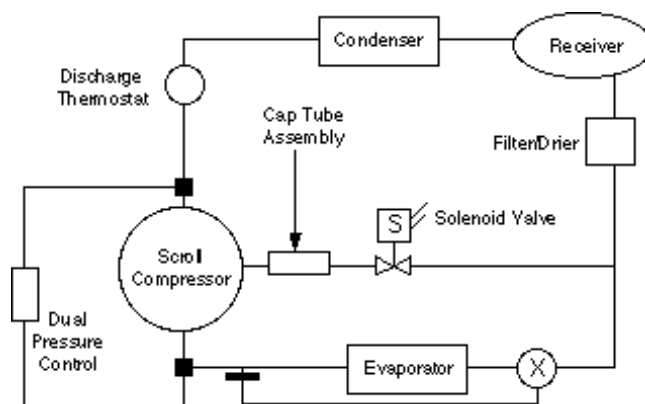 Condenser
Receiver
Discharge
Thermostat
Cap Tube
Assembly
Filter/Drier
S
Solenoid Valve
Scroll
Compressor
Dual
Pressure
Control
Evaporator
X